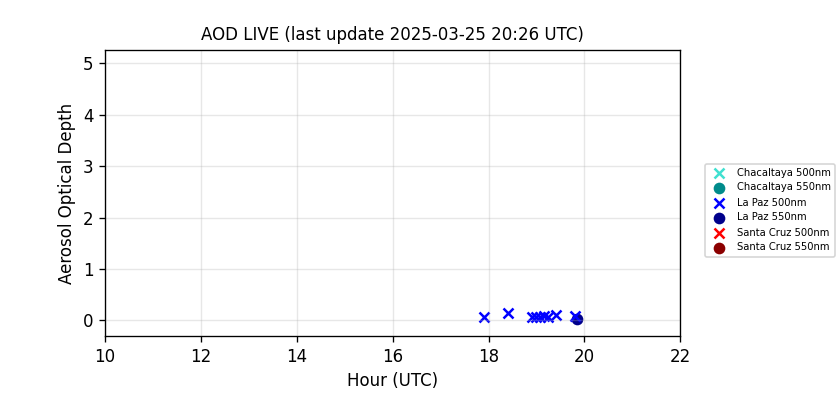 AOD LIVE (last update 2025-03-25 20:26 UTC)
Aerosol Optical Depth
5
4
3
2
1
0
10 12 14 16 18 20 22
Hour (UTC)
Chacaltaya 500nm
Chacaltaya 550nm
La Paz 500nm
La Paz 550nm
Santa Cruz 500nm
Santa Cruz 550nm